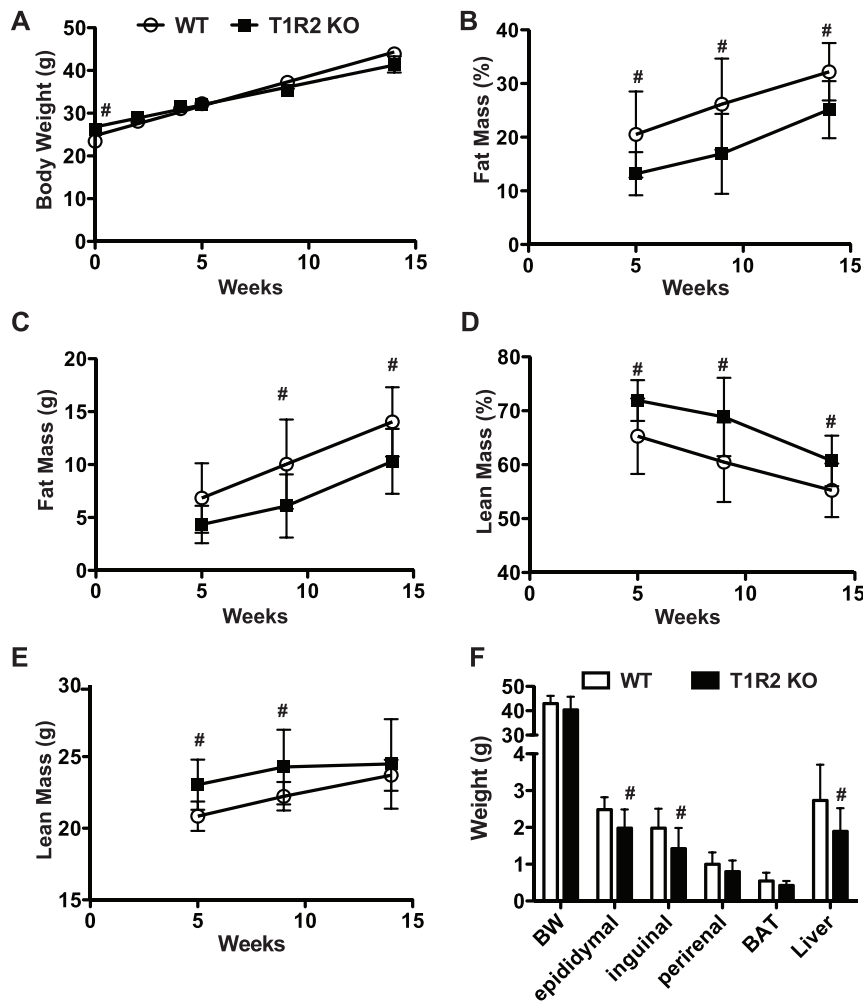 A
WT T1R2 KO
50
40
30
20
10
0
#
Body Weight (g)
0 5 10 15
Weeks
B
40
30
20
10
0
# # #
Fat Mass (%)
0 5 10 15
Weeks
C
20
15
10
5
0
# #
Fat Mass (g)
0 5 10 15
Weeks
D
80
70
60
50
40
# # #
Lean Mass (%)
0 5 10 15
Weeks
E
30
25
20
15
# #
Lean Mass (g)
0 5 10 15
Weeks
F
WT T1R2 KO
50
40
30
4
3
2
1
0
# # #
Weight (g)
BW epididymal inguinal perirenal BAT Liver